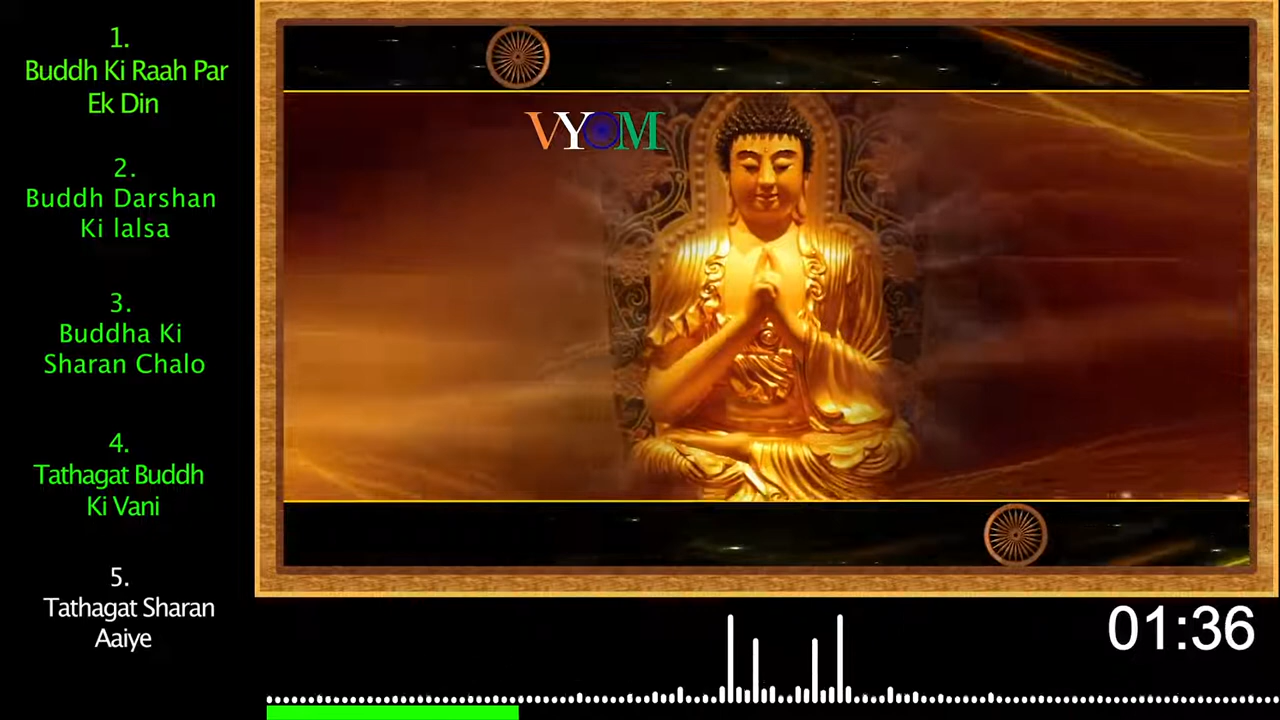 1.
Buddh Ki Raah Par
Ek Din
2.
Buddh Darshan
Ki lalsa
3.
Buddha Ki
Sharan Chalo
4.
Tathagat Buddh
Ki Vani
5.
Tathagat Sharan
Aaiye
VYOM
01:36